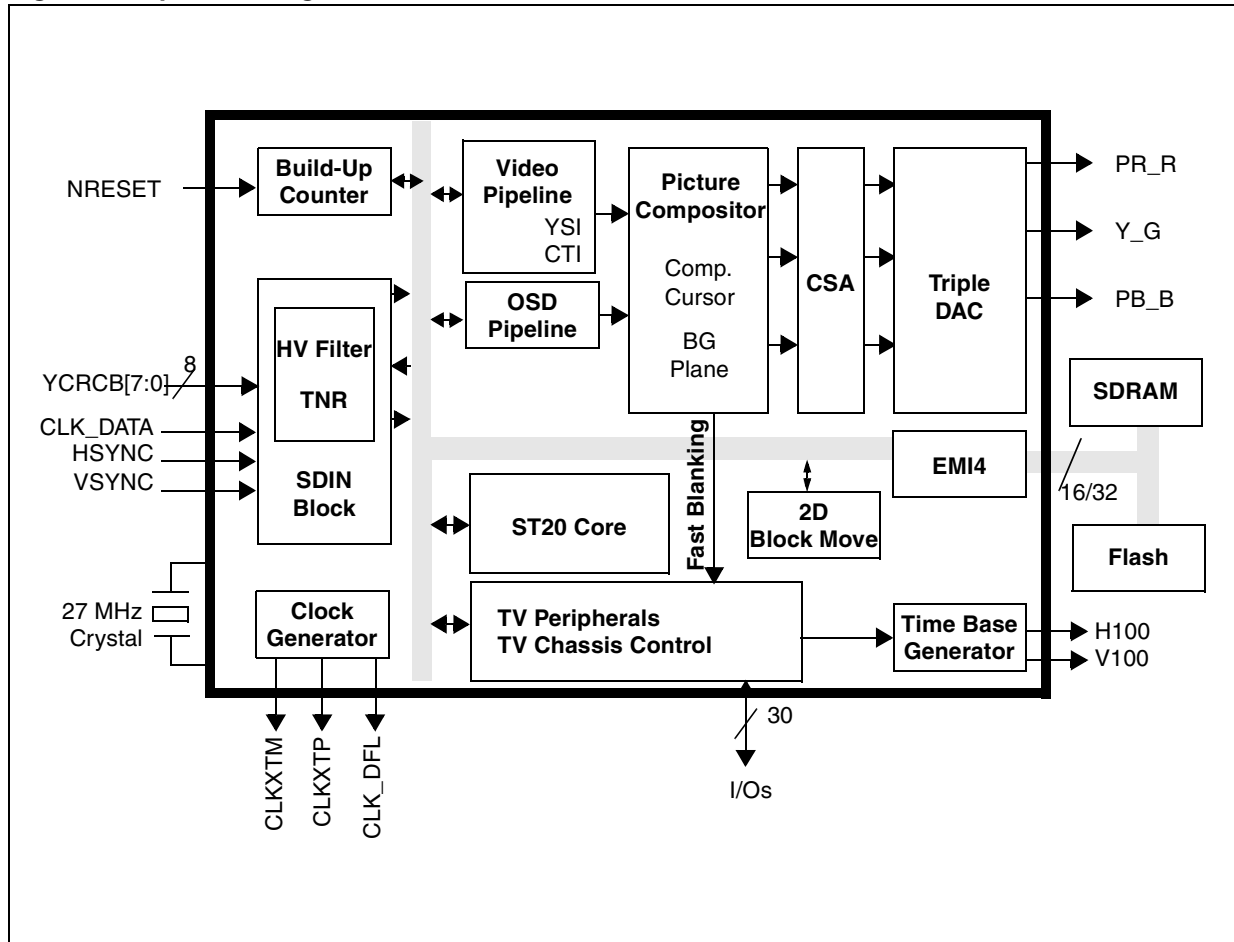 NRESET
Build-Up
Counter
Video
Pipeline
YSI
CTI
OSD
Pipeline
Picture
Compositor
Comp.
Cursor
BG
Plane
CSA
Triple
DAC
PR_R
Y_G
PB_B
YCRCB[7:0]
8
CLK_DATA
HSYNC
VSYNC
HV Filter
TNR
SDIN
Block
SDRAM
EMI4
16/32
Flash
Fast Blanking
2D
Block Move
ST20 Core
27 MHz
Crystal
Clock
Generator
TV Peripherals
TV Chassis Control
Time Base
Generator
H100
V100
30
I/Os
CLKXTM
CLKXTP
CLK_DFL